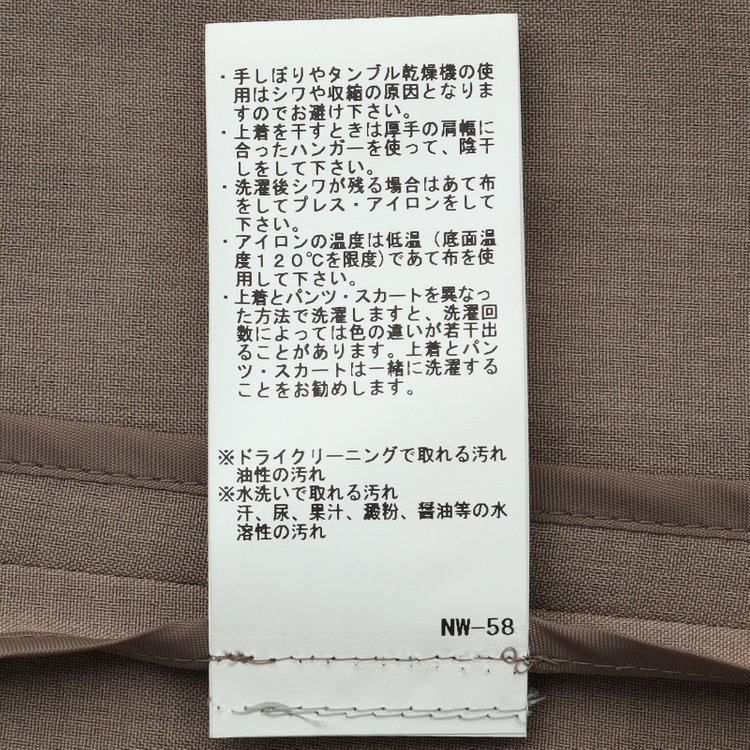 ・手しぼりやタンブル乾燥機の使
用はシワや収縮の原因となりま
すのでお避け下さい。
・上着を干すときは厚手の肩幅に
合ったハンガーを使って、陰干
しをして下さい。
・洗濯後シワが残る場合はあて布
をしてプレス・アイロンをして
下さい。
・アイロンの温度は低温（底面温
度120℃を限度)であて布を使
用して下さい。
・上着とパンツ・スカートを異なっ
た方法で洗濯しますと、洗濯回
数によっては色の違いが若干出
ることがあります。上着とパン
ツ・スカートは一緒に洗濯する
ことをお勧めします。
※ドライクリーニングで取れる汚れ
油性の汚れ
※水洗いで取れる汚れ
汗、尿、果汁、澱粉、醤油等の水
溶性の汚れ
NW-58